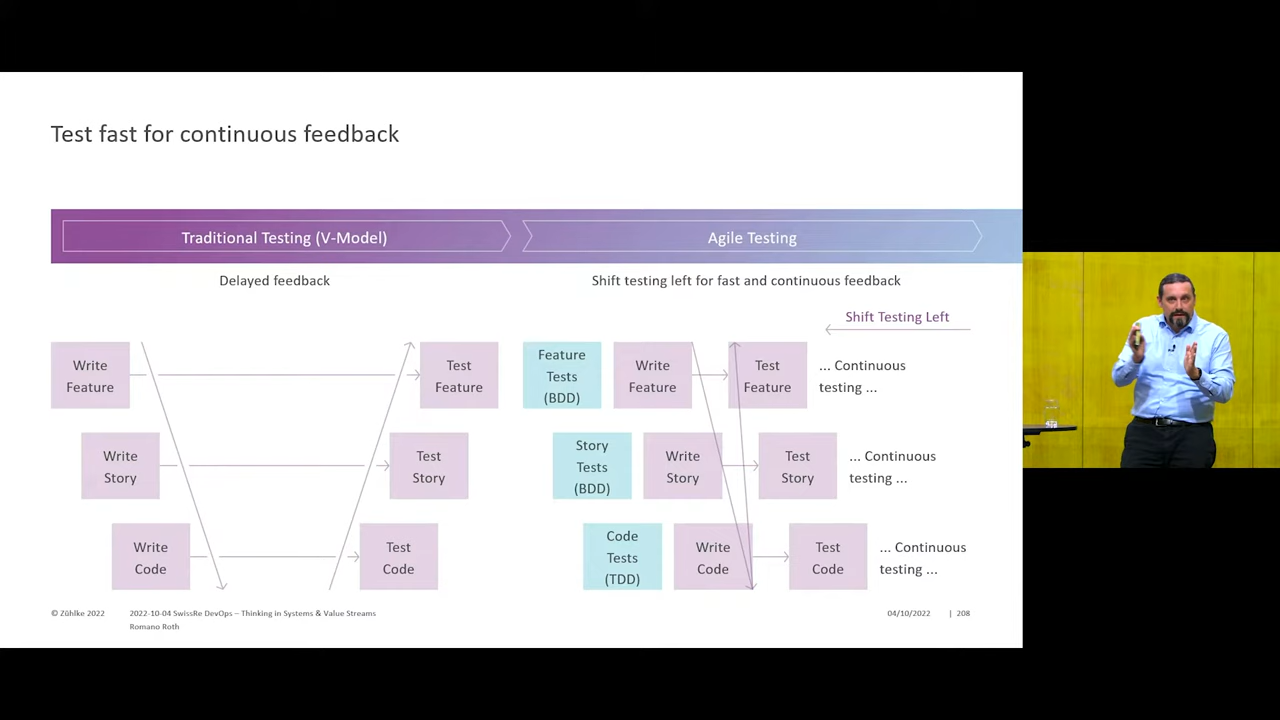 Test fast for continuous feedback
Traditional Testing (V-Model)
Agile Testing
Delayed feedback
Shift testing left for fast and continuous feedback
Shift Testing Left
Write
Feature
Test
Feature
Feature
Tests
(BDD)
Write
Feature
Test
Feature
... Continuous
testing ...
Write
Story
Test
Story
Story
Tests
(BDD)
Write
Story
Test
Story
... Continuous
testing ...
Write
Code
Test
Code
Code
Tests
(TDD)
Write
Code
Test
Code
... Continuous
testing ...
© Zühlke 2022
2022-10-04 SwissRe DevOps – Thinking in Systems & Value Streams
Romano Roth
04/10/2022
| 208